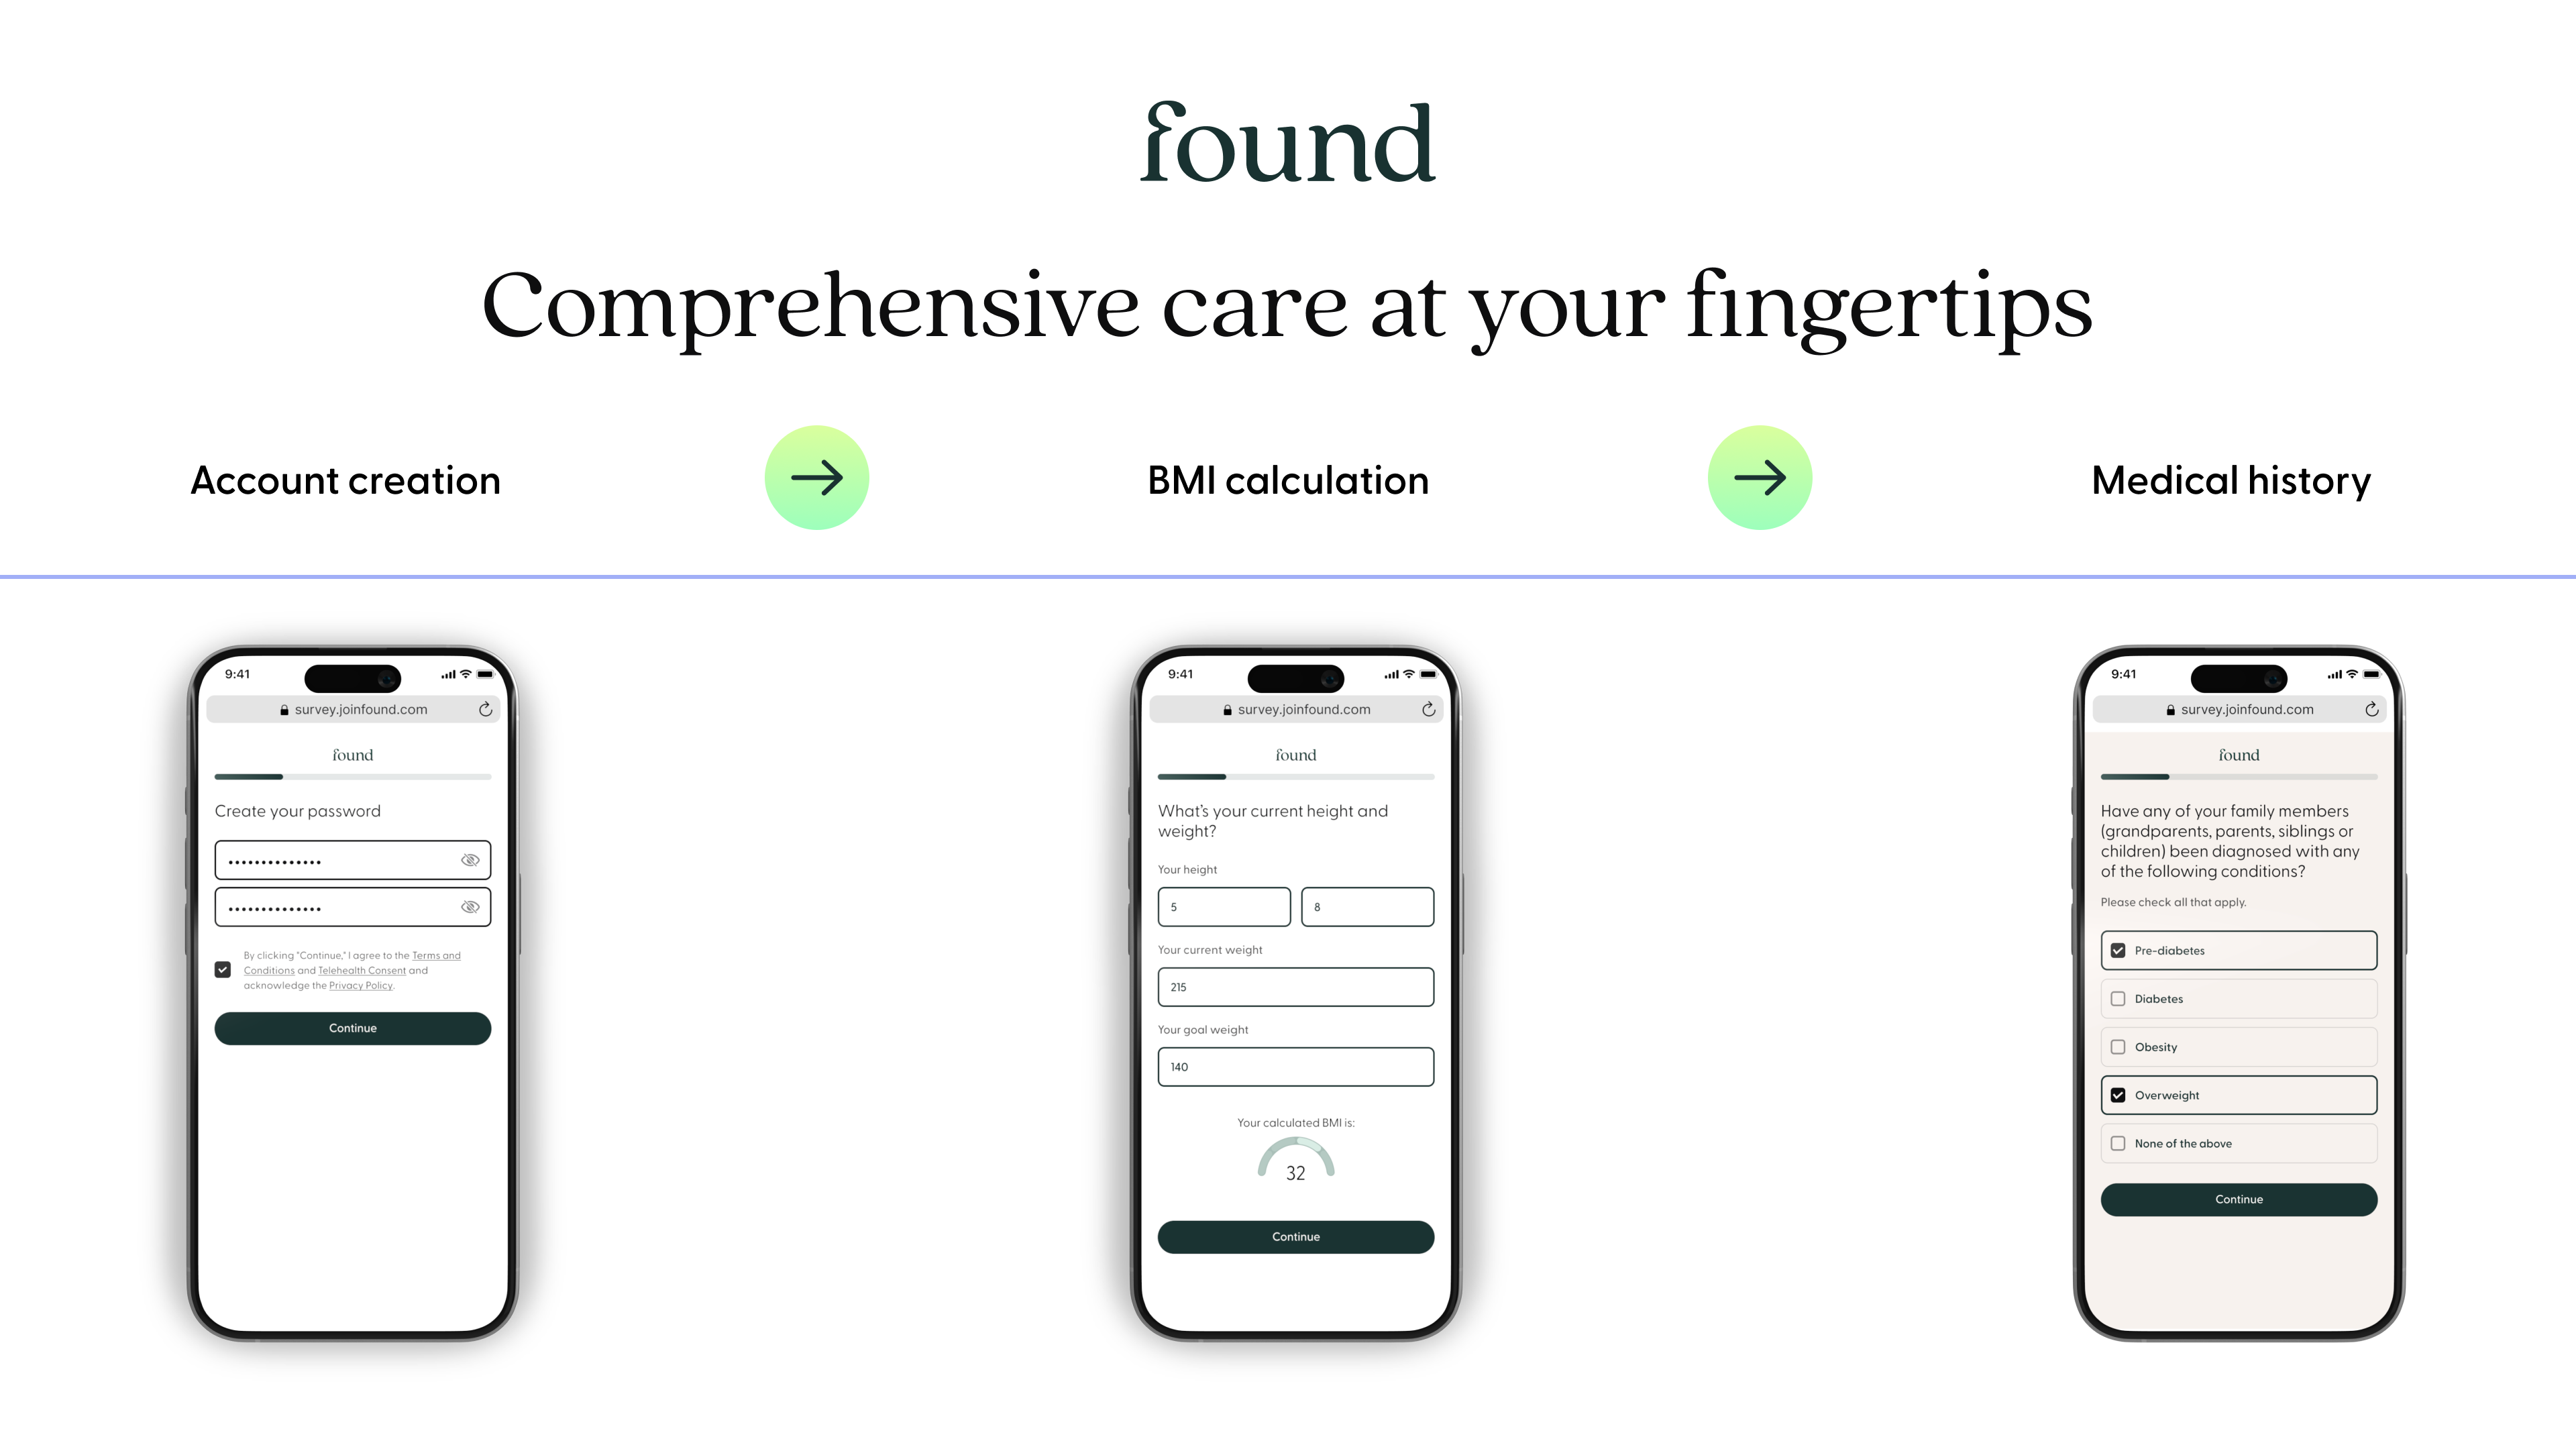 found
Comprehensive care at your fingertips
Account creation
BMI calculation
Medical history
9:41
survey.joinfound.com
found
Create your password
••••••••••••••
••••••••••••••
By clicking "Continue," I agree to the Terms and
Conditions and Telehealth Consent and
acknowledge the Privacy Policy.
Continue
9:41
survey.joinfound.com
found
What's your current height and
weight?
Your height
5
8
Your current weight
215
Your goal weight
140
Your calculated BMI is:
32
Continue
9:41
survey.joinfound.com
found
Have any of your family members
(grandparents, parents, siblings or
children) been diagnosed with any
of the following conditions?
Please check all that apply.
Pre-diabetes
Diabetes
Obesity
Overweight
None of the above
Continue